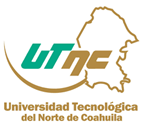 UTNC
Universidad Tecnológica
del Norte de Coahuila